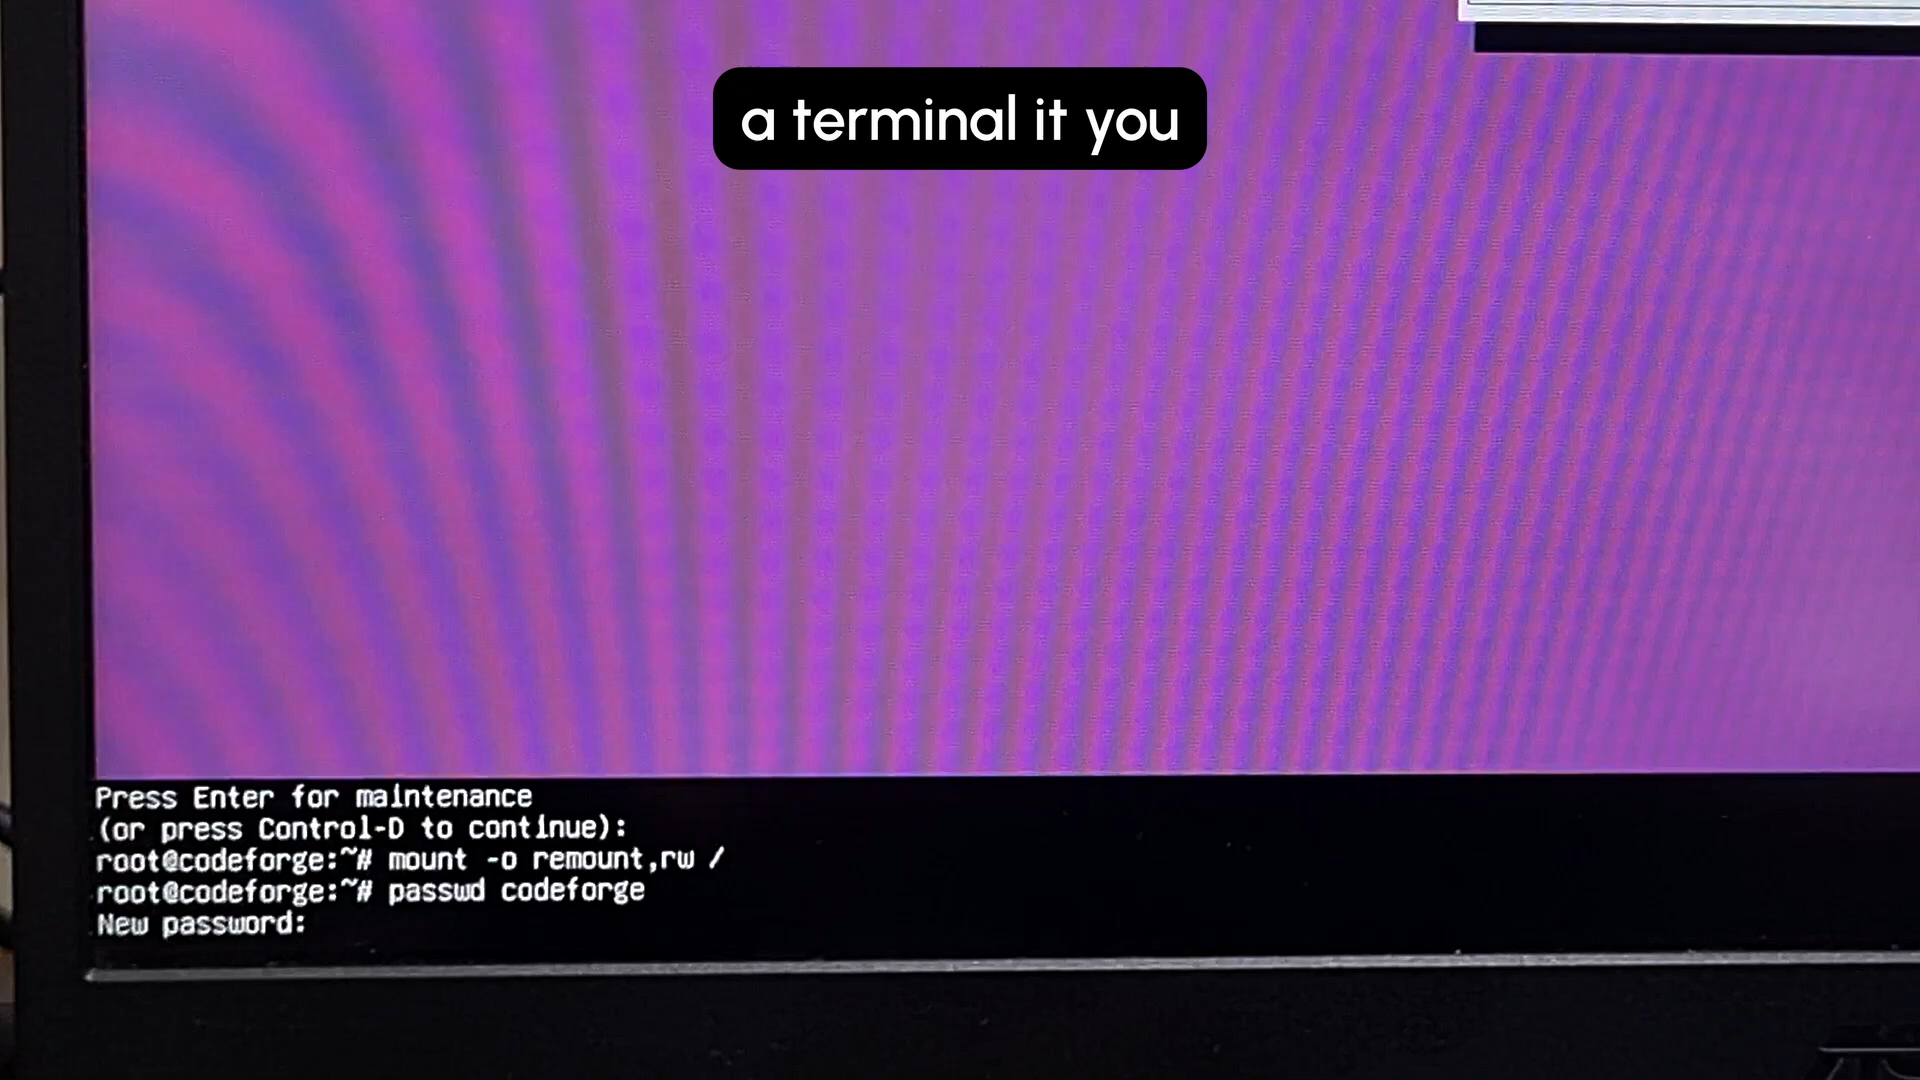 a terminal it you
Press Enter for maintenance
(or press Control-D to continue):
root@codeforge:~# mount -o remount,rw /
root@codeforge:~# passwd codeforge
New password: